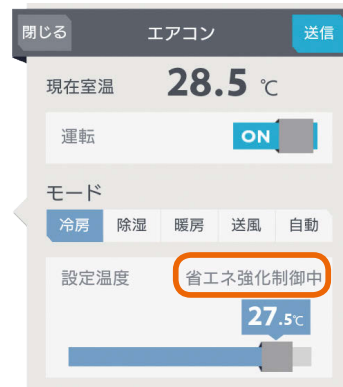 閉じる エアコン 送信
現在室温 28.5 ℃
運転 ON
モード
冷房 除湿 暖房 送風 自動
設定温度 省エネ強化制御中
27.5℃